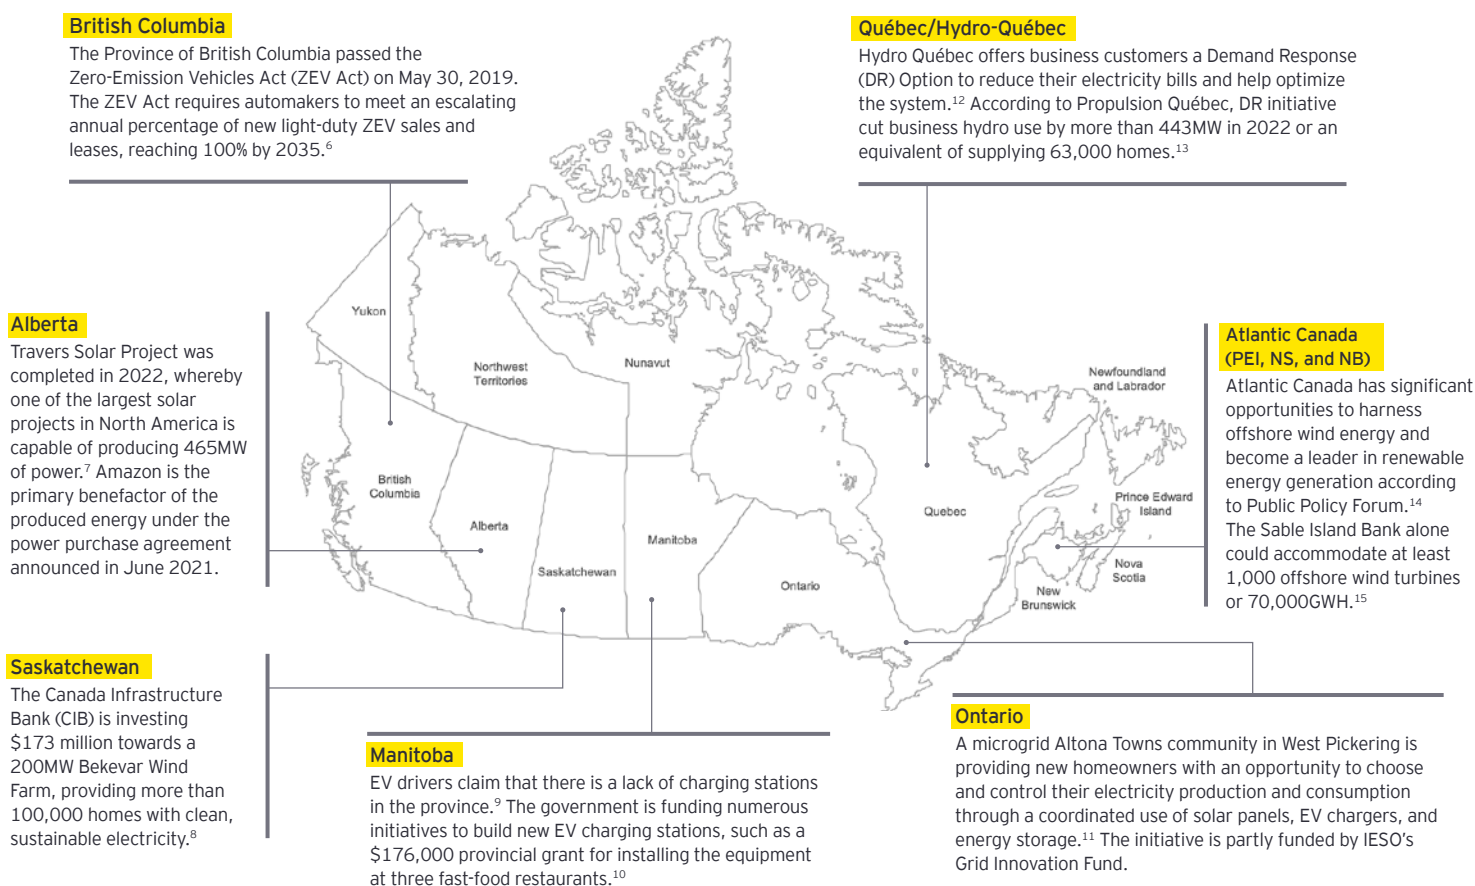 British Columbia
The Province of British Columbia passed the
Zero-Emission Vehicles Act (ZEV Act) on May 30, 2019.
The ZEV Act requires automakers to meet an escalating
annual percentage of new light-duty ZEV sales and
leases, reaching 100% by 2035.6
Québec/Hydro-Québec
Hydro Québec offers business customers a Demand Response
(DR) Option to reduce their electricity bills and help optimize
the system.12 According to Propulsion Québec, DR initiative
cut business hydro use by more than 443MW in 2022 or an
equivalent of supplying 63,000 homes.13
Alberta
Travers Solar Project was
completed in 2022, whereby
one of the largest solar
projects in North America is
capable of producing 465MW
of power.7 Amazon is the
primary benefactor of the
produced energy under the
power purchase agreement
announced in June 2021.
Yukon
Northwest
Territories
Nunavut
British
Columbia
Alberta
Saskatchewan
Manitoba
Ontario
Quebec
Newfoundland
and Labrador
Prince Edward
Island
Nova
Scotia
New
Brunswick
Atlantic Canada
(PEI, NS, and NB)
Atlantic Canada has significant
opportunities to harness
offshore wind energy and
become a leader in renewable
energy generation according
to Public Policy Forum.14
The Sable Island Bank alone
could accommodate at least
1,000 offshore wind turbines
or 70,000GWH.15
Saskatchewan
The Canada Infrastructure
Bank (CIB) is investing
$173 million towards a
200MW Bekevar Wind
Farm, providing more than
100,000 homes with clean,
sustainable electricity.8
Manitoba
EV drivers claim that there is a lack of charging stations
in the province.9 The government is funding numerous
initiatives to build new EV charging stations, such as a
$176,000 provincial grant for installing the equipment
at three fast-food restaurants.10
Ontario
A microgrid Altona Towns community in West Pickering is
providing new homeowners with an opportunity to choose
and control their electricity production and consumption
through a coordinated use of solar panels, EV chargers, and
energy storage.11 The initiative is partly funded by IESO's
Grid Innovation Fund.